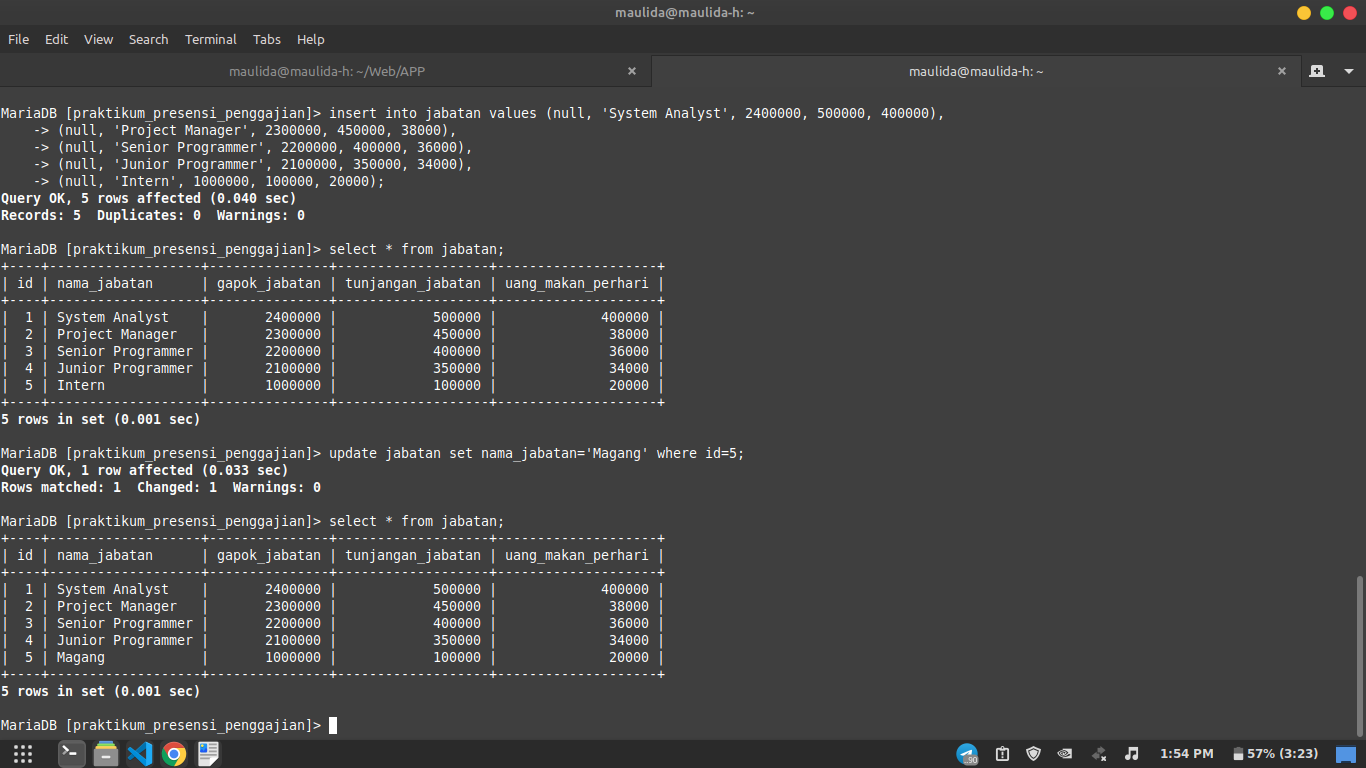 maulida@maulida-h: ~
File Edit View Search Terminal Tabs Help
maulida@maulida-h: ~/Web/APP × maulida@maulida-h: ~ ×
MariaDB [praktikum_presensi_penggajian]> insert into jabatan values (null, 'System Analyst', 2400000, 500000, 400000),
    -> (null, 'Project Manager', 2300000, 450000, 38000),
    -> (null, 'Senior Programmer', 2200000, 400000, 36000),
    -> (null, 'Junior Programmer', 2100000, 350000, 34000),
    -> (null, 'Intern', 1000000, 100000, 20000);
Query OK, 5 rows affected (0.040 sec)
Records: 5  Duplicates: 0  Warnings: 0
MariaDB [praktikum_presensi_penggajian]> select * from jabatan;
+----+-------------------+---------------+-------------------+--------------------+
| id | nama_jabatan      | gapok_jabatan | tunjangan_jabatan | uang_makan_perhari |
+----+-------------------+---------------+-------------------+--------------------+
|  1 | System Analyst    |       2400000 |            500000 |             400000 |
|  2 | Project Manager   |       2300000 |            450000 |              38000 |
|  3 | Senior Programmer |       2200000 |            400000 |              36000 |
|  4 | Junior Programmer |       2100000 |            350000 |              34000 |
|  5 | Intern            |       1000000 |            100000 |              20000 |
+----+-------------------+---------------+-------------------+--------------------+
5 rows in set (0.001 sec)
MariaDB [praktikum_presensi_penggajian]> update jabatan set nama_jabatan='Magang' where id=5;
Query OK, 1 row affected (0.033 sec)
Rows matched: 1  Changed: 1  Warnings: 0
MariaDB [praktikum_presensi_penggajian]> select * from jabatan;
+----+-------------------+---------------+-------------------+--------------------+
| id | nama_jabatan      | gapok_jabatan | tunjangan_jabatan | uang_makan_perhari |
+----+-------------------+---------------+-------------------+--------------------+
|  1 | System Analyst    |       2400000 |            500000 |             400000 |
|  2 | Project Manager   |       2300000 |            450000 |              38000 |
|  3 | Senior Programmer |       2200000 |            400000 |              36000 |
|  4 | Junior Programmer |       2100000 |            350000 |              34000 |
|  5 | Magang            |       1000000 |            100000 |              20000 |
+----+-------------------+---------------+-------------------+--------------------+
5 rows in set (0.001 sec)
MariaDB [praktikum_presensi_penggajian]>
1:54 PM 57% (3:23)